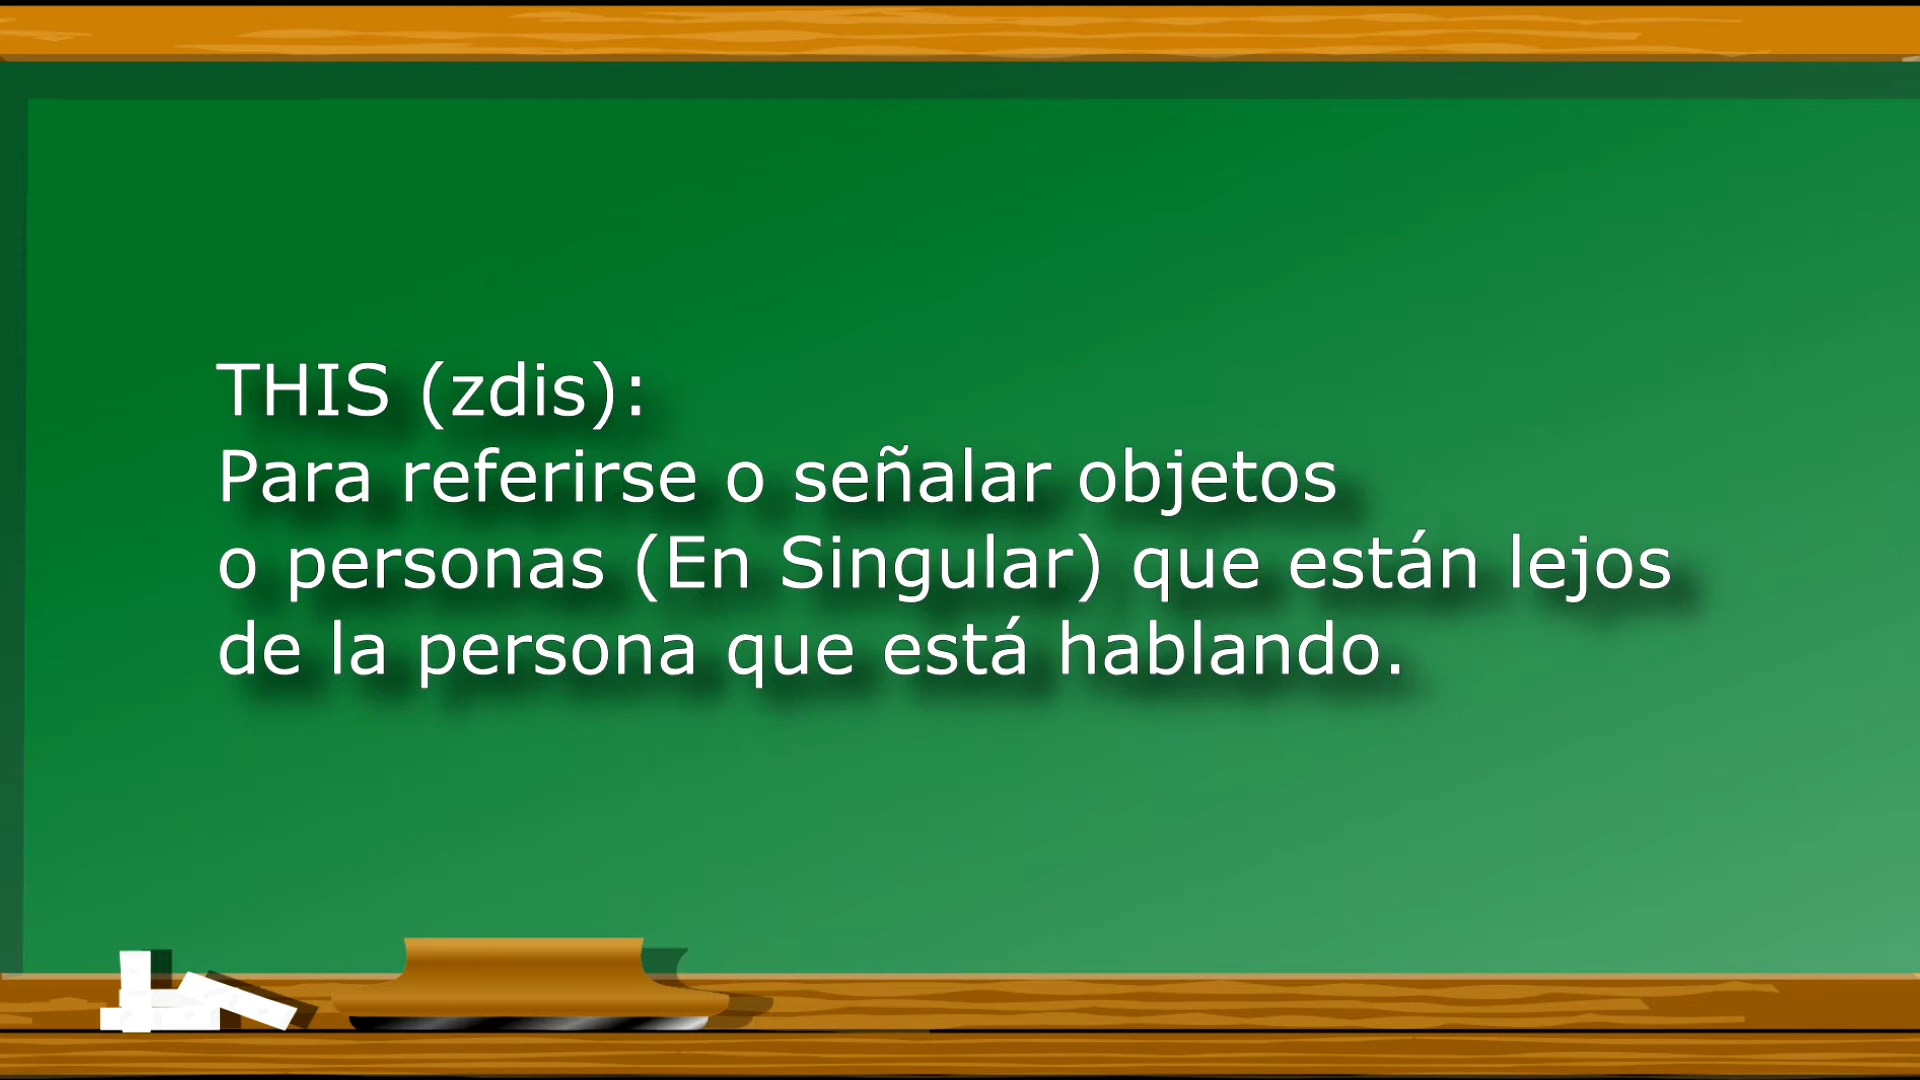 THIS (zdis):
Para referirse o señalar objetos
o personas (En Singular) que están lejos
de la persona que está hablando.